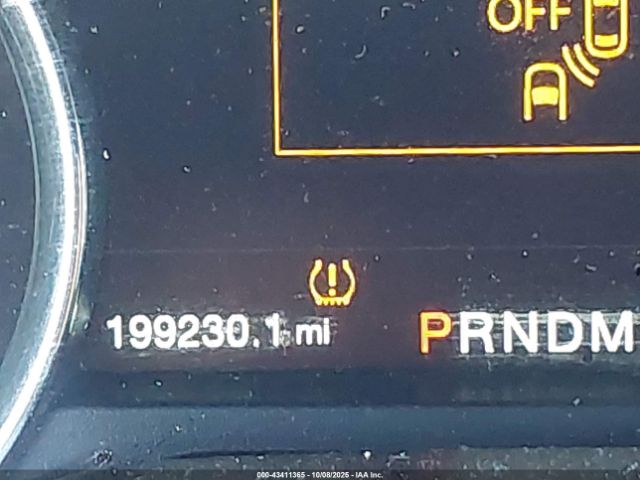 OFF
199230.1 mi
PRNDM
000-43411365 - 10/08/2025 - IAA Inc.